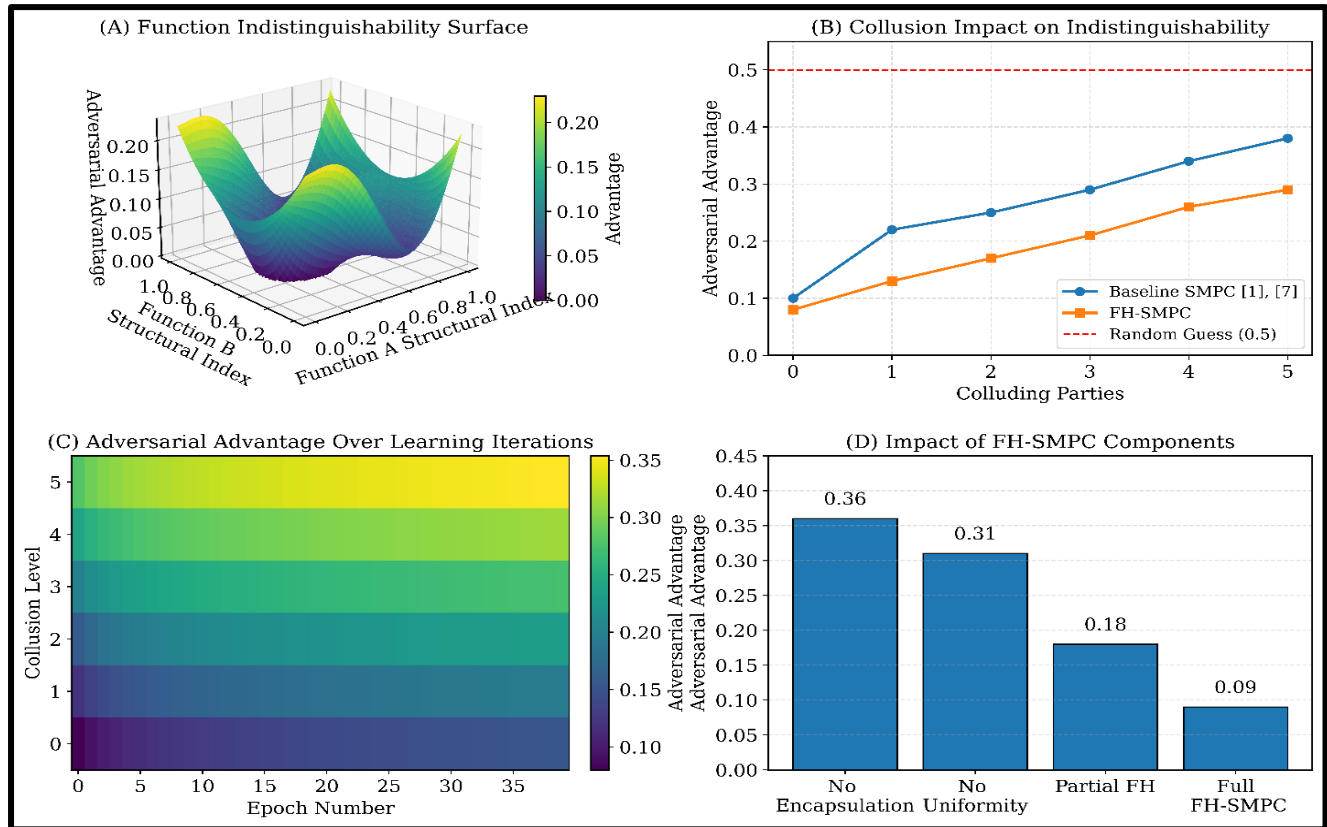 (A) Function Indistinguishability Surface
Adversarial Advantage
0.20
0.15
0.10
0.05
0.00
1.0
0.8
0.6
0.4
0.2
0.0
Function B
Structural Index
0.0
0.2
0.4
0.6
0.8
1.0
Function A Structural Index
0.20
0.15
0.10
0.05
0.00
Advantage
(B) Collusion Impact on Indistinguishability
Adversarial Advantage
0.5
0.4
0.3
0.2
0.1
0.0
Baseline SMPC [1], [7]
FH-SMPC
Random Guess (0.5)
0 1 2 3 4 5
Colluding Parties
(C) Adversarial Advantage Over Learning Iterations
Collusion Level
5
4
3
2
1
0
0 5 10 15 20 25 30 35
Epoch Number
0.35
0.30
0.25
0.20
0.15
0.10
Adversarial Advantage
(D) Impact of FH-SMPC Components
Adversarial Advantage
0.45
0.40
0.35
0.30
0.25
0.20
0.15
0.10
0.05
0.00
0.36
0.31
0.18
0.09
No
Encapsulation
No
Uniformity
Partial FH
Full
FH-SMPC